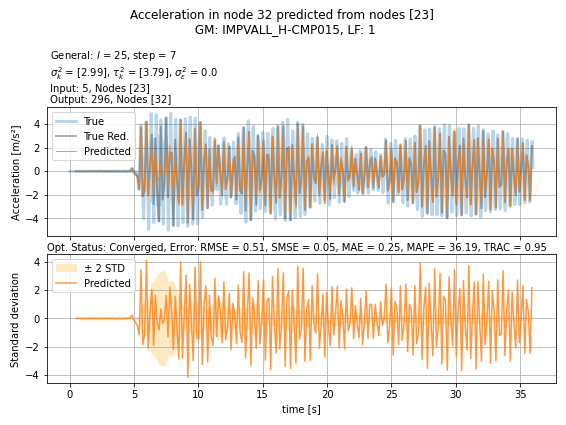 Acceleration in node 32 predicted from nodes [23]
GM: IMPVALL_H-CMP015, LF: 1
General: l = 25, step = 7
σ²ₖ = [2.99], τ²ₖ = [3.79], σ²ε = 0.0
Input: 5, Nodes [23]
Output: 296, Nodes [32]
True
True Red.
Predicted
Acceleration [m/s²]
4
2
0
−2
−4
Opt. Status: Converged, Error: RMSE = 0.51, SMSE = 0.05, MAE = 0.25, MAPE = 36.19, TRAC = 0.95
± 2 STD
Predicted
Standard deviation
4
2
0
−2
−4
0 5 10 15 20 25 30 35
time [s]